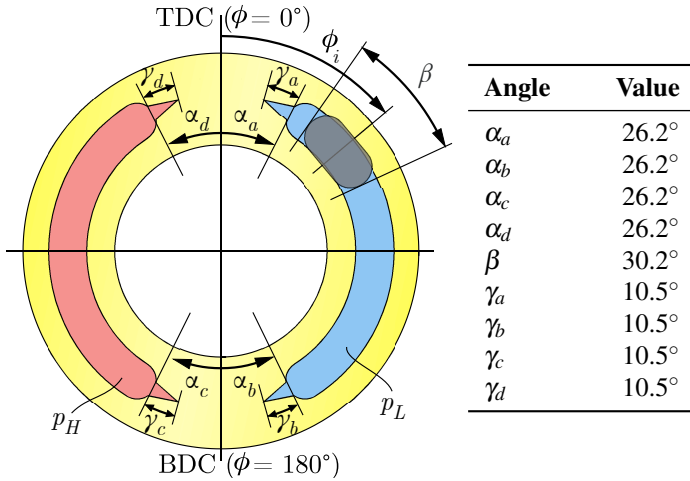 TDC (ϕ = 0°)
ϕi
β
γd
γa
αd
αa
αc
αb
γc
γb
pH
pL
BDC (ϕ = 180°)
Angle Value
αa 26.2°
αb 26.2°
αc 26.2°
αd 26.2°
β 30.2°
γa 10.5°
γb 10.5°
γc 10.5°
γd 10.5°